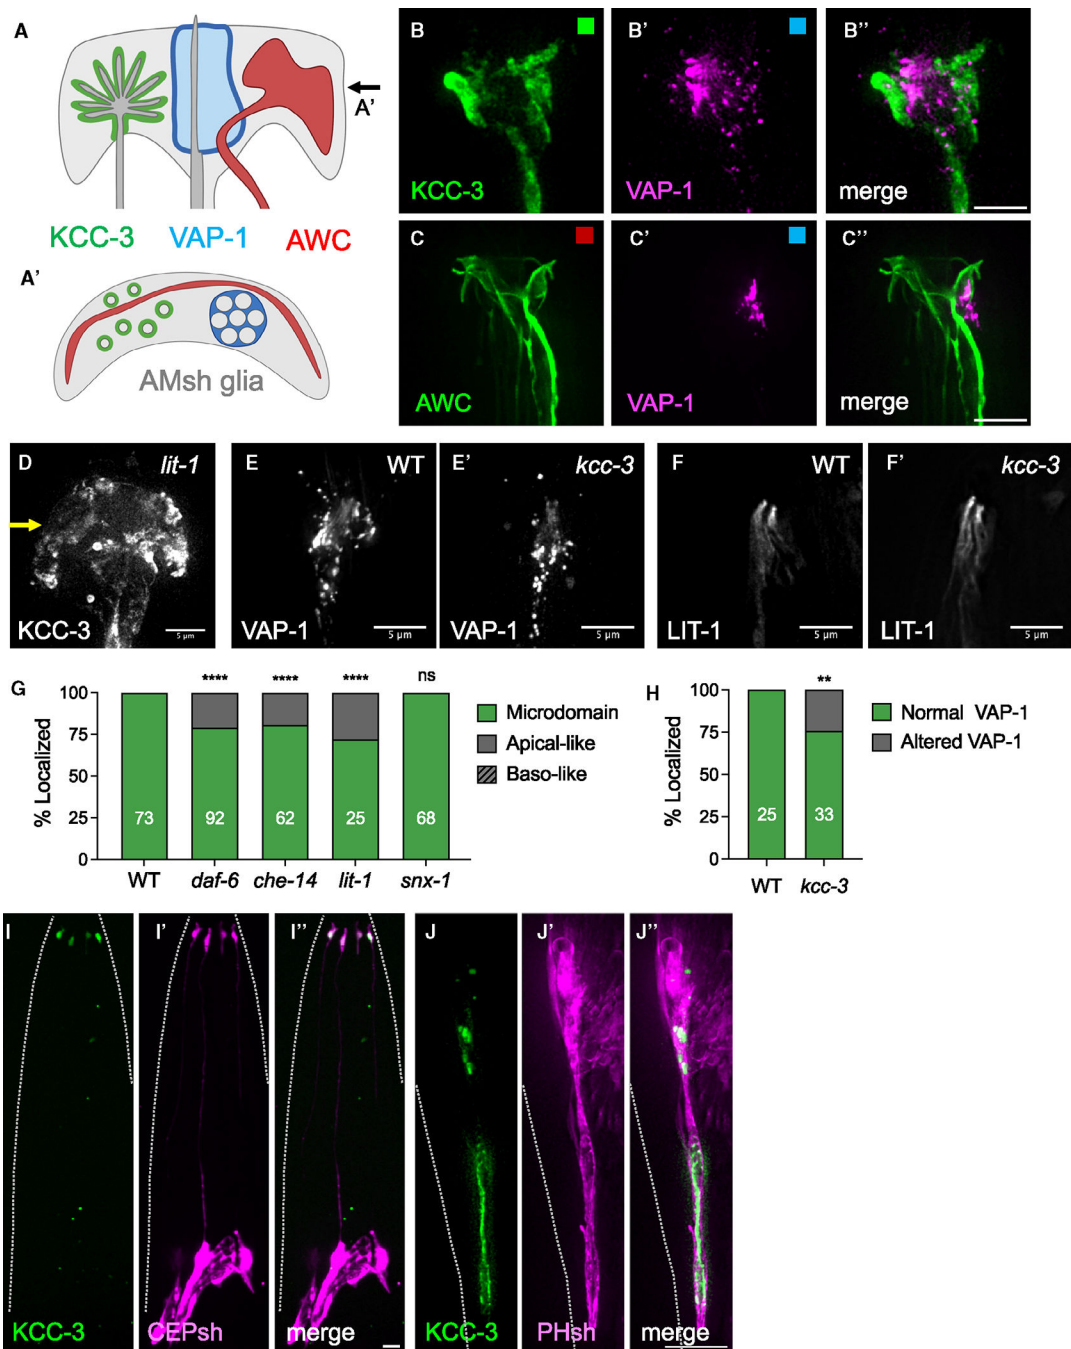 A
A'
KCC-3 VAP-1 AWC
A'
AMsh glia
B
KCC-3
B'
VAP-1
B''
merge
C
AWC
C'
VAP-1
C''
merge
D lit-1
KCC-3
5 µm
E WT
VAP-1
5 µm
E' kcc-3
VAP-1
5 µm
F WT
LIT-1
5 µm
F' kcc-3
LIT-1
5 µm
G
**** **** **** ns
% Localized
100
75
50
25
0
73 92 62 25 68
WT daf-6 che-14 lit-1 snx-1
Microdomain
Apical-like
Baso-like
H
**
% Localized
100
75
50
25
0
25 33
WT kcc-3
Normal VAP-1
Altered VAP-1
I
KCC-3
I'
CEPsh
I''
merge
J
KCC-3
J'
PHsh
J''
merge